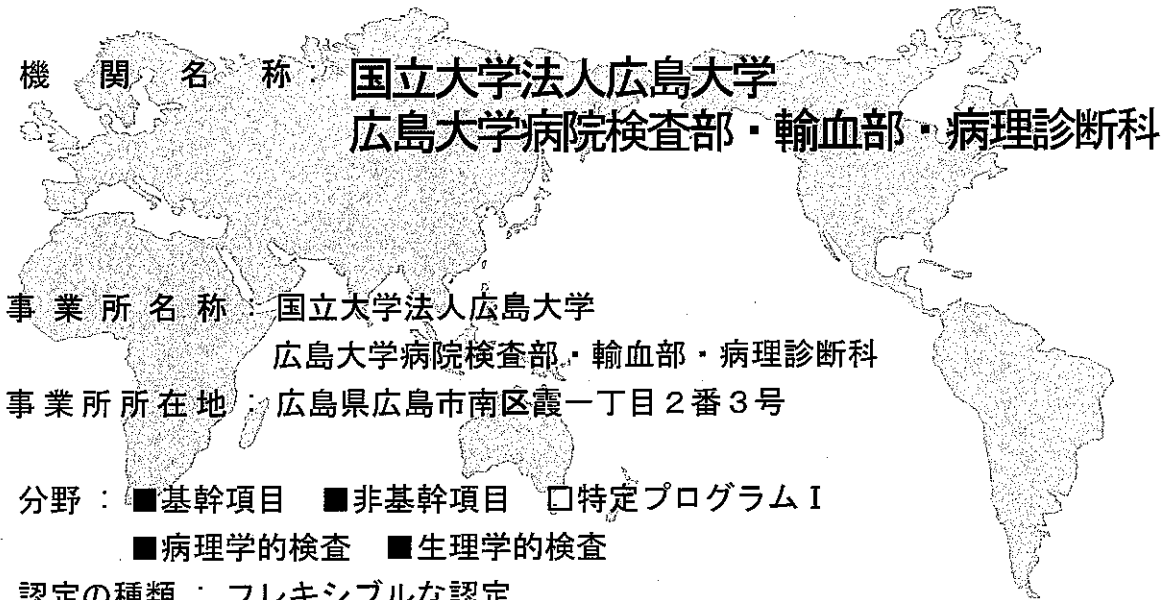 機関名称：国立大学法人広島大学
広島大学病院検査部・輸血部・病理診断科
事業所名称：国立大学法人広島大学
広島大学病院検査部・輸血部・病理診断科
事業所所在地：広島県広島市南区霞一丁目２番３号
分野：■基幹項目　■非基幹項目　□特定プログラムⅠ
■病理学的検査　■生理学的検査
認定の種類：フレキシブルな認定